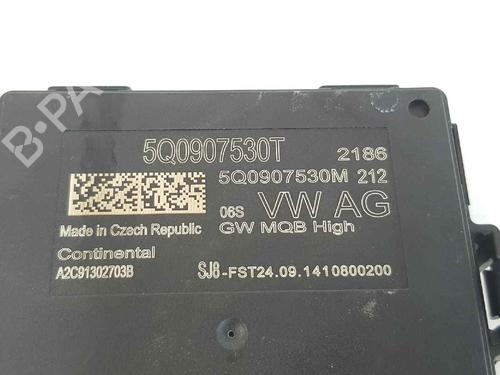 5Q0907530T 2186
5Q0907530M 212
06S VW AG
Made in Czech Republic GW MQB High
Continental
A2C91302703B SJ8-FST24.09.1410800200
B-PA